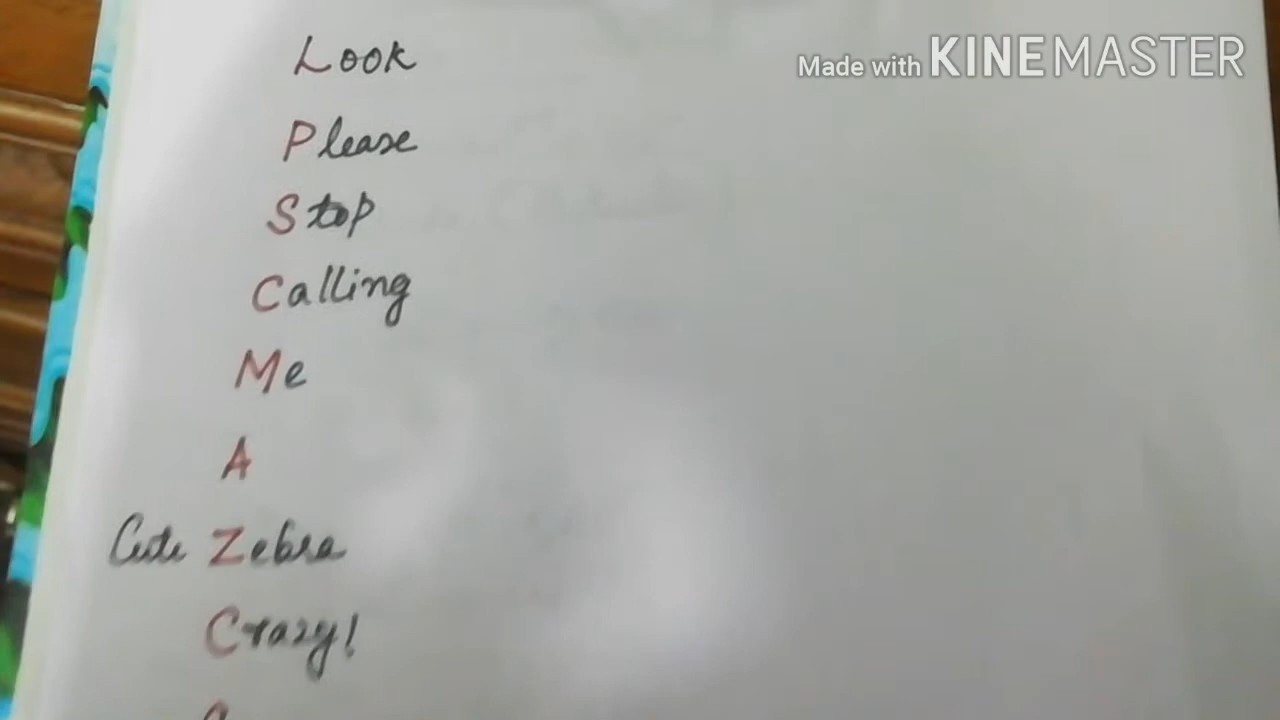 Look
Made with KINEMASTER
Please
Stop
Calling
Me
A
Cute Zebra
Crazy!